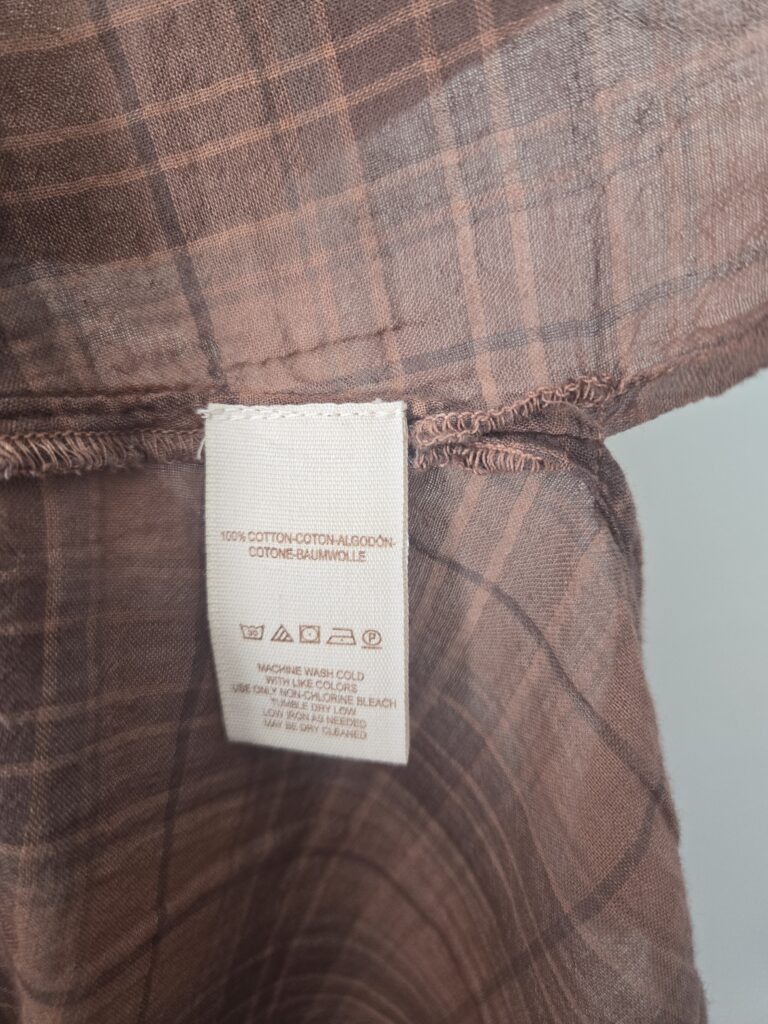 100% COTTON-COTON-ALGODÓN-
COTONE-BAUMWOLLE
30 P
MACHINE WASH COLD
WITH LIKE COLORS
USE ONLY NON-CHLORINE BLEACH
TUMBLE DRY LOW
LOW IRON AS NEEDED
MAY BE DRY CLEANED